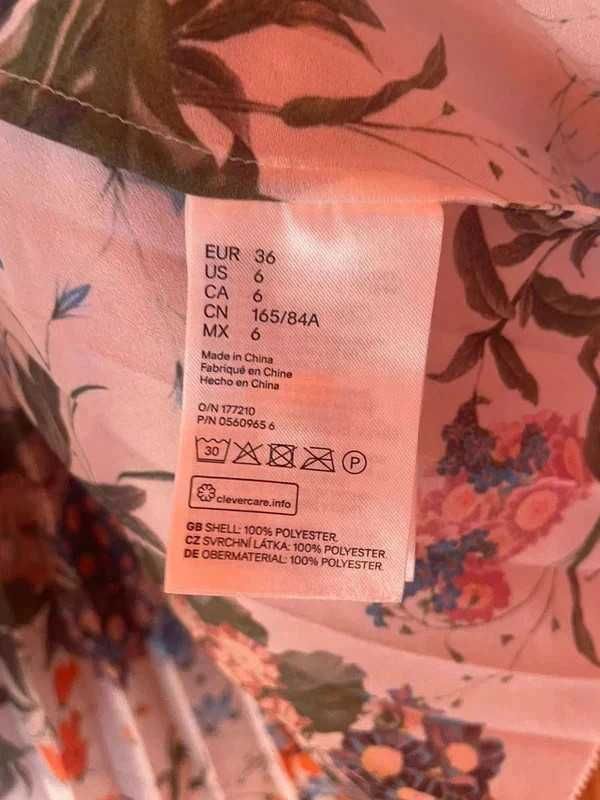 EUR 36
US 6
CA 6
CN 165/84A
MX 6
Made in China
Fabriqué en Chine
Hecho en China
O/N 177210
P/N 0560965 6
30 P
clevercare.info
GB SHELL: 100% POLYESTER.
CZ SVRCHNÍ LÁTKA: 100% POLYESTER.
DE OBERMATERIAL: 100% POLYESTER.